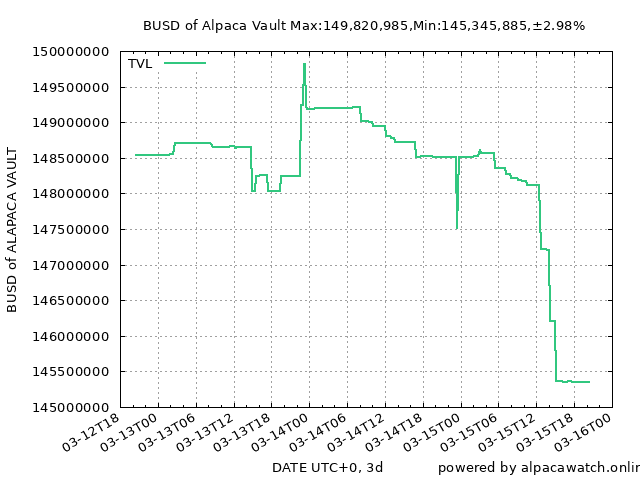 BUSD of Alpaca Vault Max:149,820,985,Min:145,345,885,±2.98%
TVL
150000000
149500000
149000000
148500000
148000000
147500000
147000000
146500000
146000000
145500000
145000000
BUSD of ALAPACA VAULT
03-12T18
03-13T00
03-13T06
03-13T12
03-13T18
03-14T00
03-14T06
03-14T12
03-14T18
03-15T00
03-15T06
03-15T12
03-15T18
03-16T00
DATE UTC+0, 3d
powered by alpacawatch.onlin